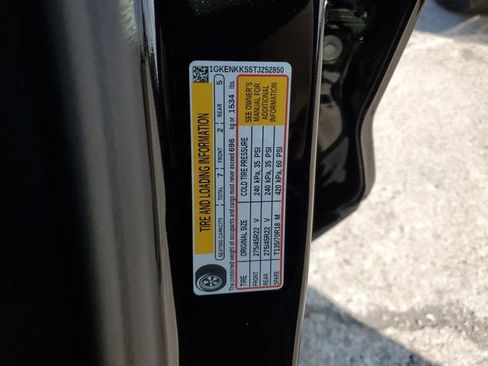 1GKENKKS5TJ252850
TIRE AND LOADING INFORMATION
SEATING CAPACITY TOTAL 7 FRONT 2 REAR 5
The combined weight of occupants and cargo must never exceed 696 kg or 1534 lbs.
TIRE ORIGINAL SIZE COLD TIRE PRESSURE
FRONT 275/45R22 V 240 kPa, 35 PSI
REAR 275/45R22 V 240 kPa, 35 PSI
SPARE T135/70R18 M 420 kPa, 60 PSI
SEE OWNER'S
MANUAL FOR
ADDITIONAL
INFORMATION